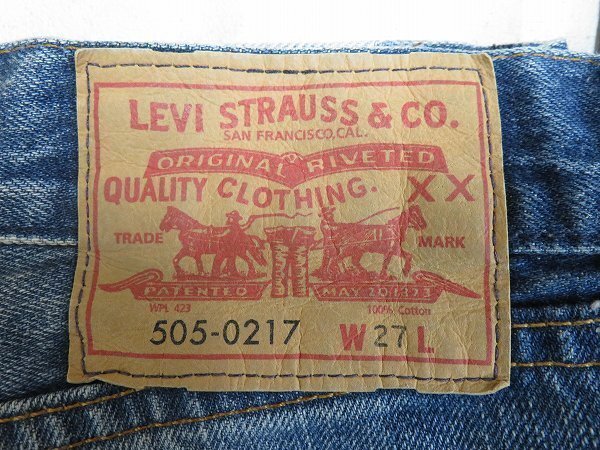 LEVI STRAUSS & CO.
SAN FRANCISCO, CAL.
ORIGINAL RIVETED
QUALITY CLOTHING. XX
TRADE MARK
PATENTED MAY 20 1873
WPL 423 100% Cotton
505-0217 W 27 L